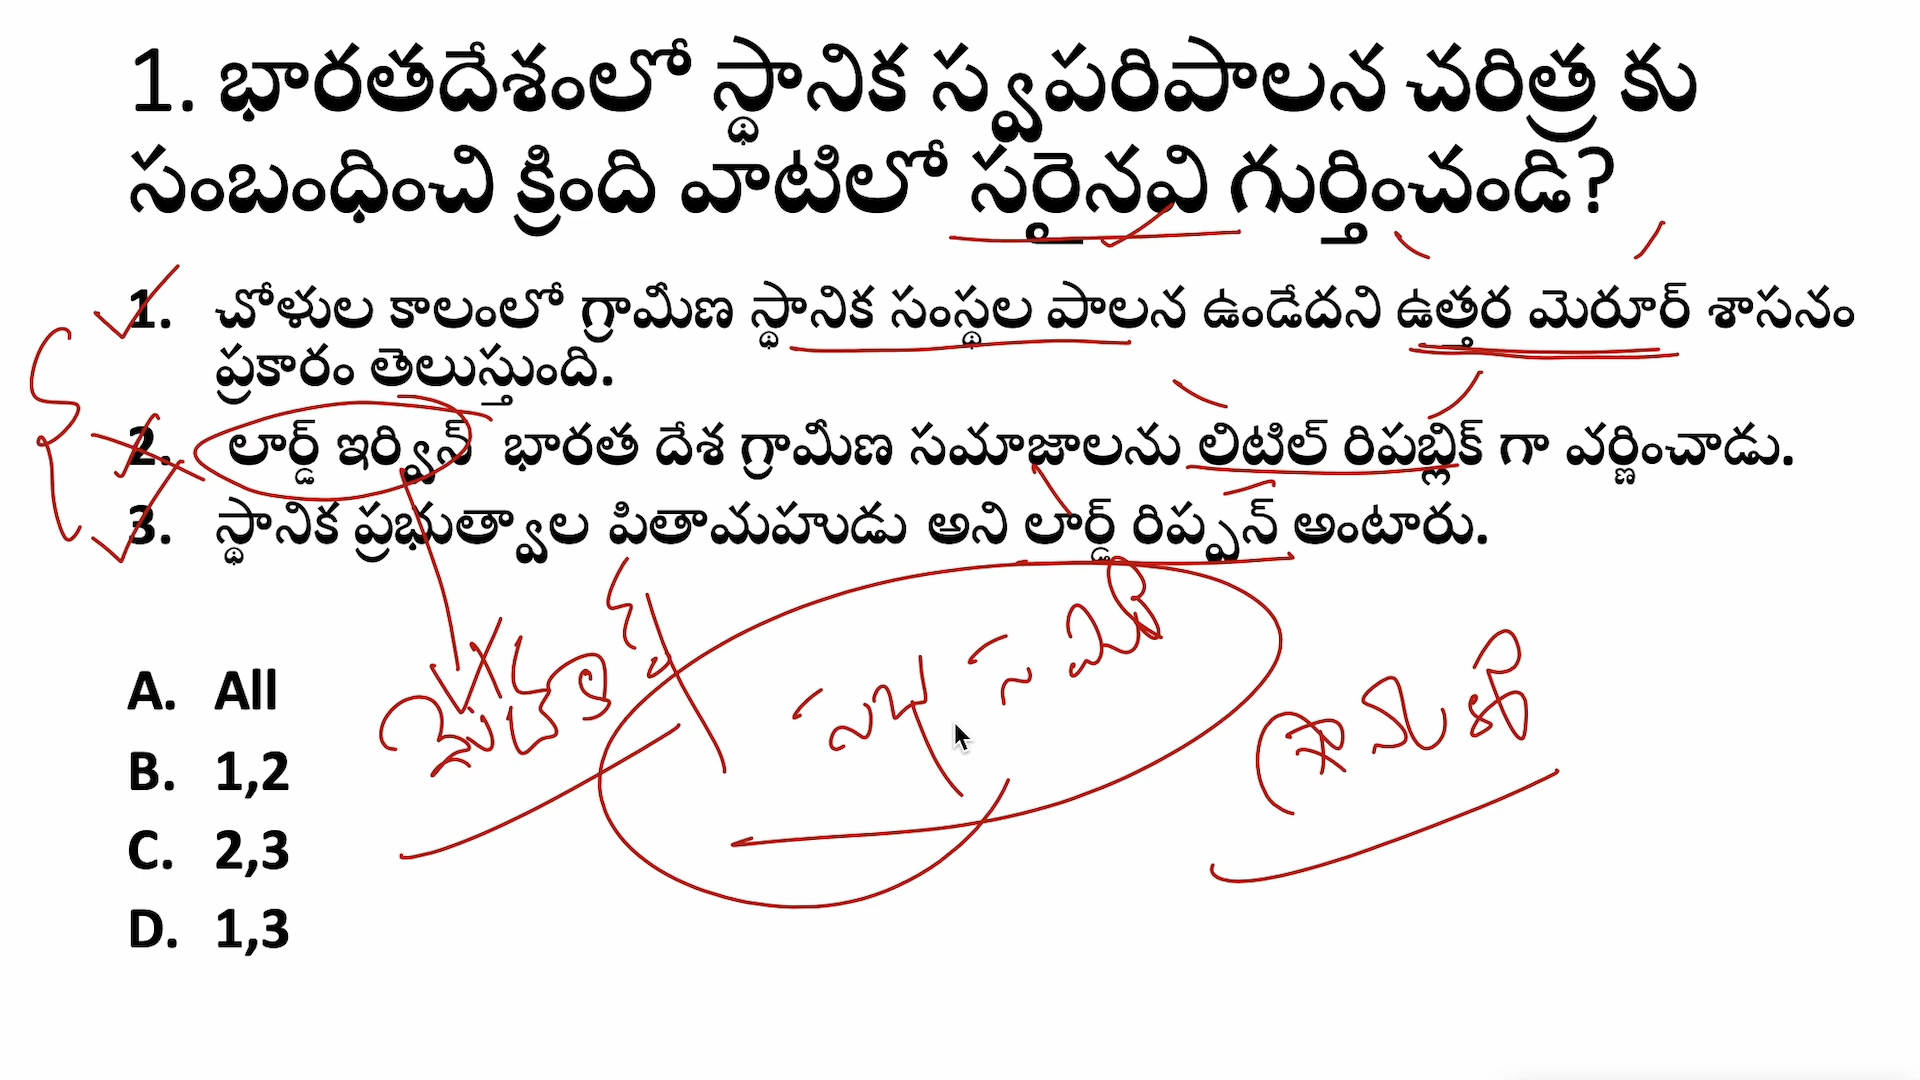 1. భారతదేశంలో స్థానిక స్వపరిపాలన చరిత్ర కు
సంబంధించి క్రింది వాటిలో సరైనవి గుర్తించండి?
1. చోళుల కాలంలో గ్రామీణ స్థానిక సంస్థల పాలన ఉండేదని ఉత్తర మెరూర్ శాసనం
ప్రకారం తెలుస్తుంది.
2. లార్డ్ ఇర్విన్ భారత దేశ గ్రామీణ సమాజాలను లిటిల్ రిపబ్లిక్ గా వర్ణించాడు.
3. స్థానిక ప్రభుత్వాల పితామహుడు అని లార్డ్ రిప్పన్ అంటారు.
A. All
B. 1,2
C. 2,3
D. 1,3